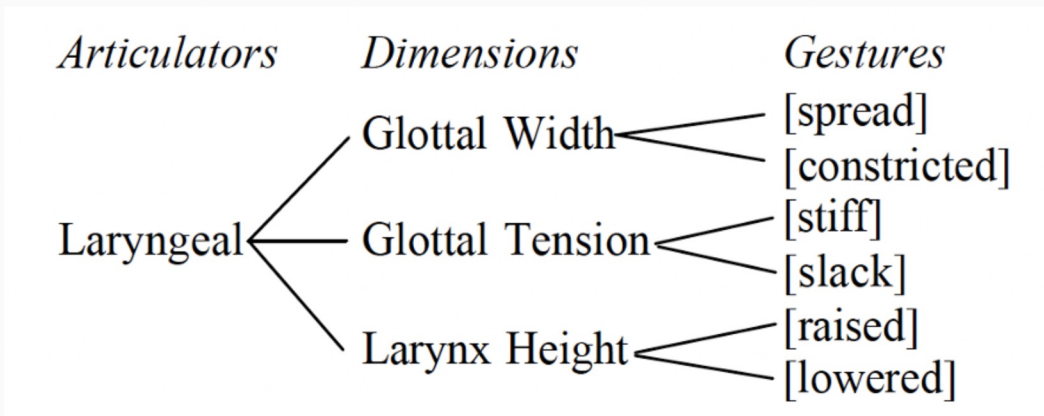 Articulators Dimensions Gestures
[spread]
Glottal Width
[constricted]
[stiff]
Laryngeal Glottal Tension
[slack]
[raised]
Larynx Height
[lowered]